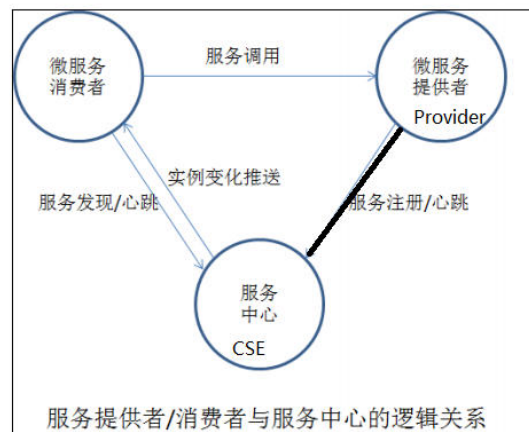 微服务
消费者
服务调用
微服务
提供者
Provider
实例变化推送
服务发现/心跳
服务注册/心跳
服务
中心
CSE
服务提供者/消费者与服务中心的逻辑关系